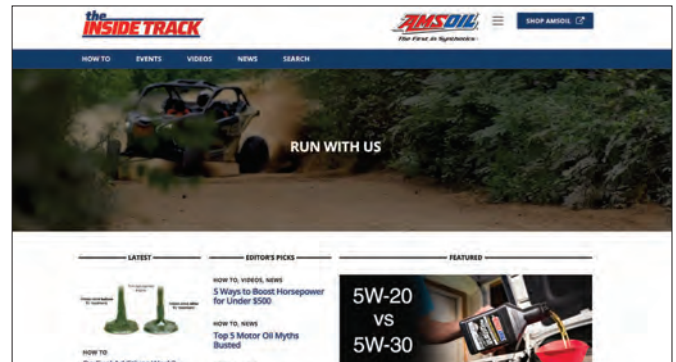 the
INSIDE TRACK
AMSOIL
The First in Synthetics
SHOP AMSOIL
HOW TO
EVENTS
VIDEOS
NEWS
SEARCH
RUN WITH US
LATEST
EDITOR'S PICKS
FEATURED
HOW TO, VIDEOS, NEWS
5 Ways to Boost Horsepower
for Under $500
HOW TO, NEWS
Top 5 Motor Oil Myths
Busted
HOW TO
5W-20
VS
5W-30
AMSOIL